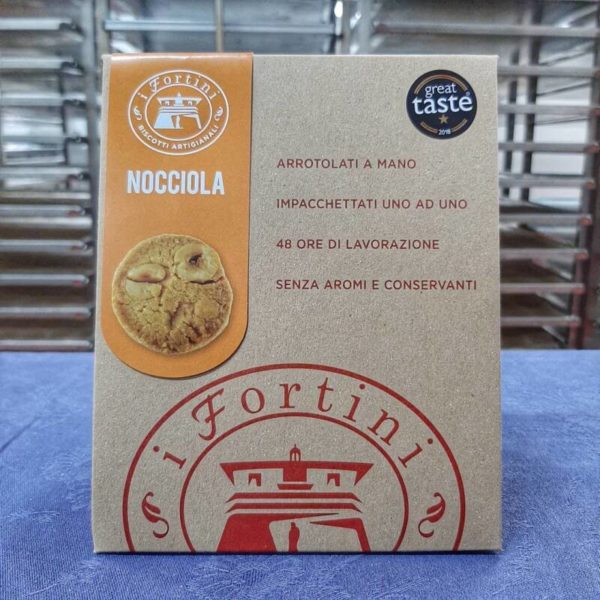 i Fortini
BISCOTTI ARTIGIANALI
NOCCIOLA
great
taste
2018
ARROTOLATI A MANO
IMPACCHETTATI UNO AD UNO
48 ORE DI LAVORAZIONE
SENZA AROMI E CONSERVANTI
i Fortini